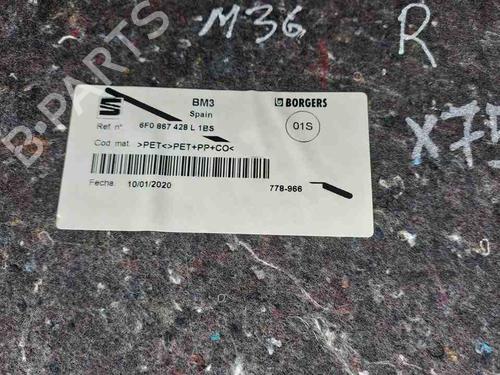 B-PARTS
M36
R
X75
BM3
Spain
BORGERS
Ref. n° 6F0 867 428 L 1BS
01S
Cod. mat. >PET<>PET+PP+CO<
Fecha. 10/01/2020
778-966